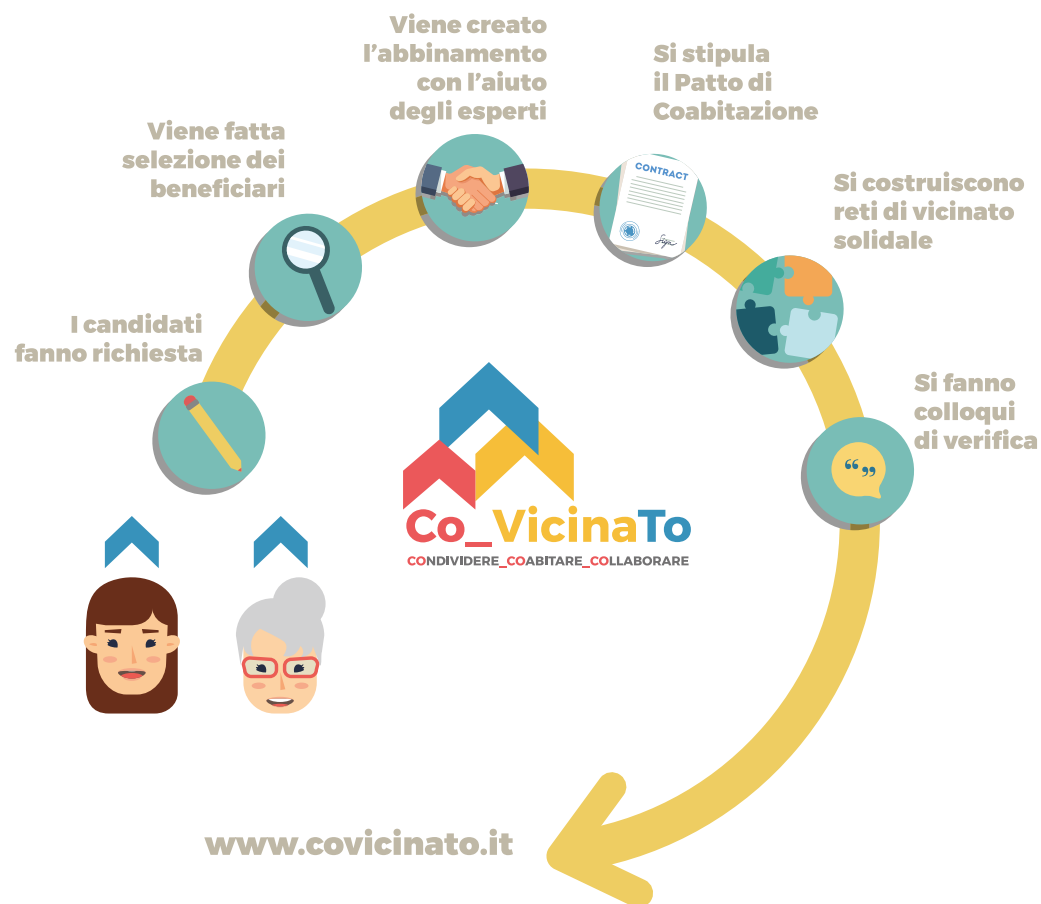 I candidati
fanno richiesta
Viene fatta
selezione dei
beneficiari
Viene creato
l'abbinamento
con l'aiuto
degli esperti
Si stipula
il Patto di
Coabitazione
CONTRACT
Sign
Si costruiscono
reti di vicinato
solidale
Si fanno
colloqui
di verifica
Co_VicinaTo
CONDIVIDERE_COABITARE_COLLABORARE
www.covicinato.it